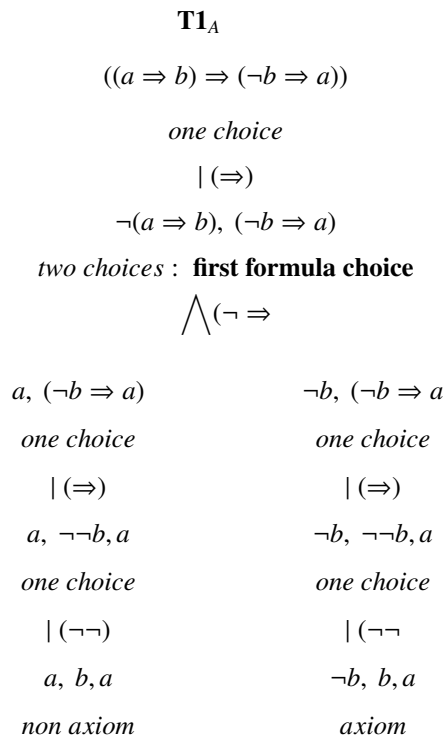 T1_A
((a ⇒ b) ⇒ (¬b ⇒ a))
one choice
| (⇒)
¬(a ⇒ b), (¬b ⇒ a)
two choices : first formula choice
⋀(¬ ⇒
a, (¬b ⇒ a) ¬b, (¬b ⇒ a
one choice one choice
| (⇒) | (⇒)
a, ¬¬b, a ¬b, ¬¬b, a
one choice one choice
| (¬¬) | (¬¬
a, b, a ¬b, b, a
non axiom axiom